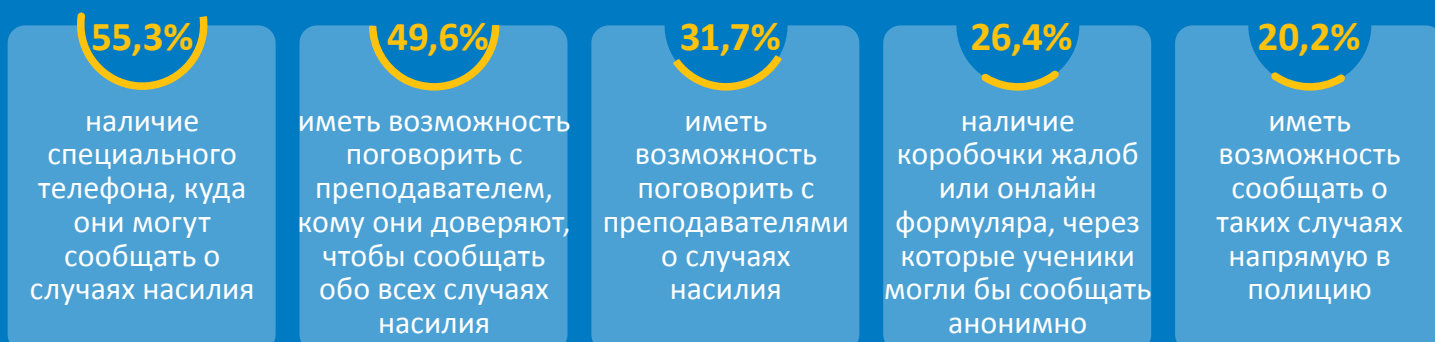 55,3%
наличие
специального
телефона, куда
они могут
сообщать о
случаях насилия
49,6%
иметь возможность
поговорить с
преподавателем,
кому они доверяют,
чтобы сообщать
обо всех случаях
насилия
31,7%
иметь
возможность
поговорить с
преподавателями
о случаях
насилия
26,4%
наличие
коробочки жалоб
или онлайн
формуляра, через
которые ученики
могли бы сообщать
анонимно
20,2%
иметь
возможность
сообщать о
таких случаях
напрямую в
полицию